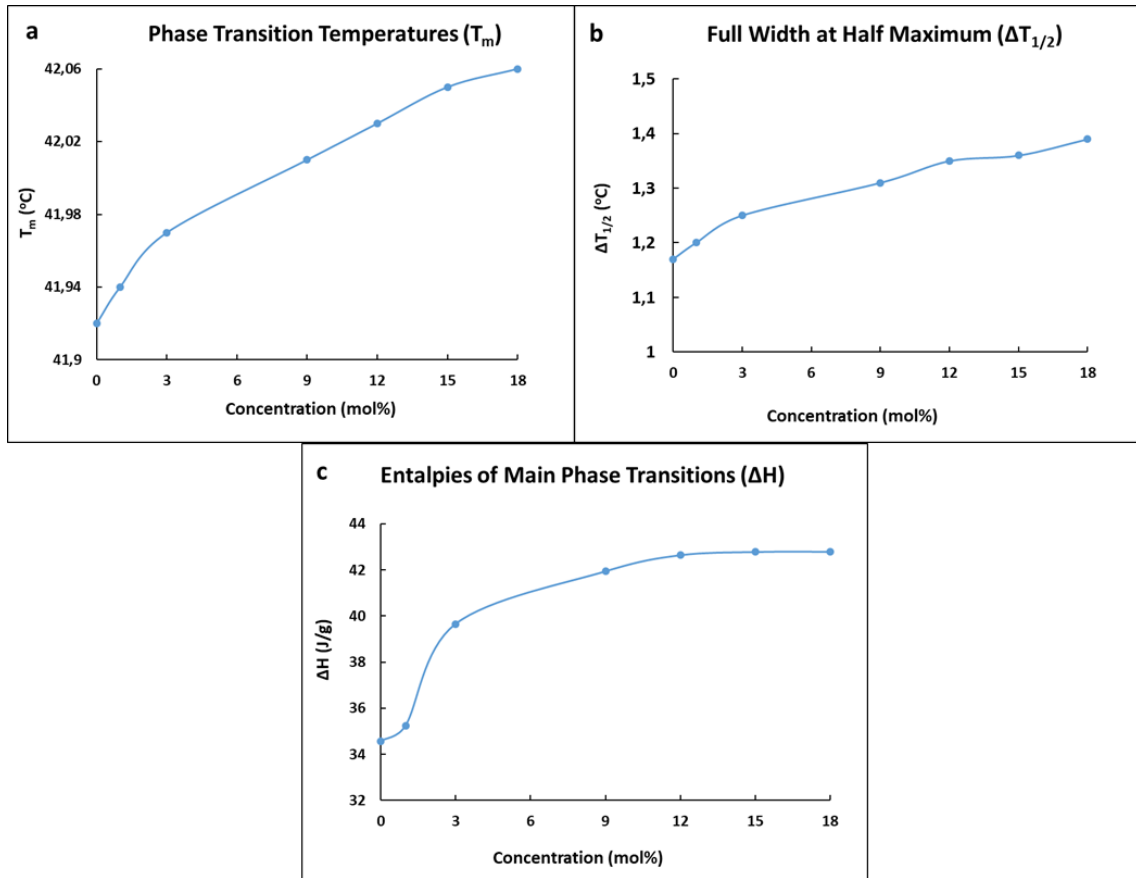 a
Phase Transition Temperatures (Tm)
42,06
42,02
41,98
41,94
41,9
Tm (oC)
0 3 6 9 12 15 18
Concentration (mol%)
b
Full Width at Half Maximum (ΔT1/2)
1,5
1,4
1,3
1,2
1,1
1
ΔT1/2 (oC)
0 3 6 9 12 15 18
Concentration (mol%)
c
Entalpies of Main Phase Transitions (ΔH)
44
42
40
38
36
34
32
ΔH (J/g)
0 3 6 9 12 15 18
Concentration (mol%)